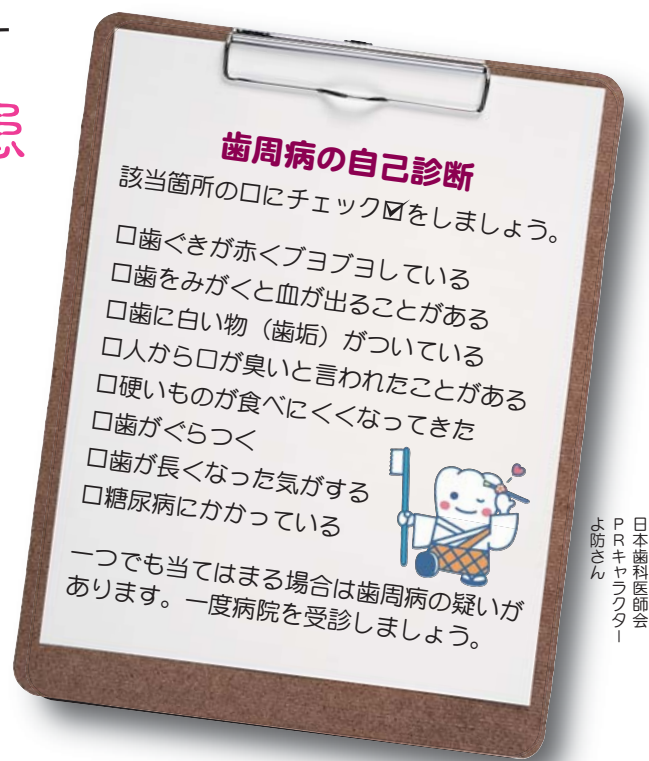 歯周病の自己診断
該当箇所の口にチェック☑をしましょう。
□歯ぐきが赤くブヨブヨしている
□歯をみがくと血が出ることがある
□歯に白い物（歯垢）がついている
□人から口が臭いと言われたことがある
□硬いものが食べにくくなってきた
□歯がぐらつく
□歯が長くなった気がする
□糖尿病にかかっている
一つでも当てはまる場合は歯周病の疑いが
あります。一度病院を受診しましょう。
日本歯科医師会
PRキャラクター
よ防さん